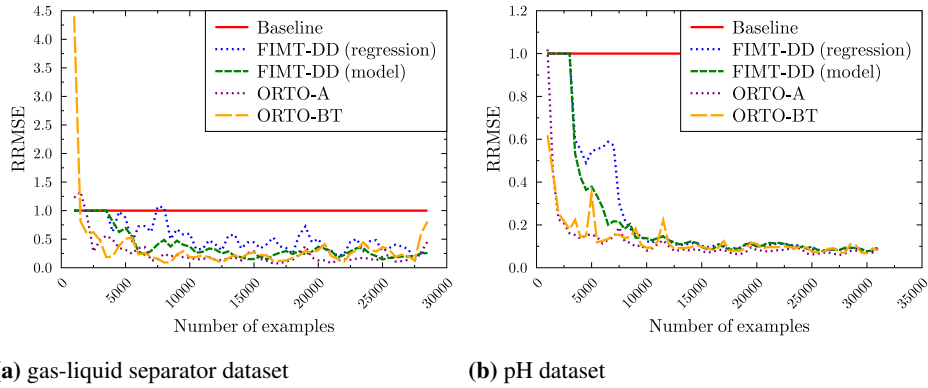 4.5
4.0
3.5
3.0
2.5
2.0
1.5
1.0
0.5
0.0
RRMSE
Baseline
FIMT-DD (regression)
FIMT-DD (model)
ORTO-A
ORTO-BT
0
5000
10000
15000
20000
25000
30000
Number of examples
1.2
1.0
0.8
0.6
0.4
0.2
0.0
RRMSE
Baseline
FIMT-DD (regression)
FIMT-DD (model)
ORTO-A
ORTO-BT
0
5000
10000
15000
20000
25000
30000
35000
Number of examples
(a) gas-liquid separator dataset
(b) pH dataset